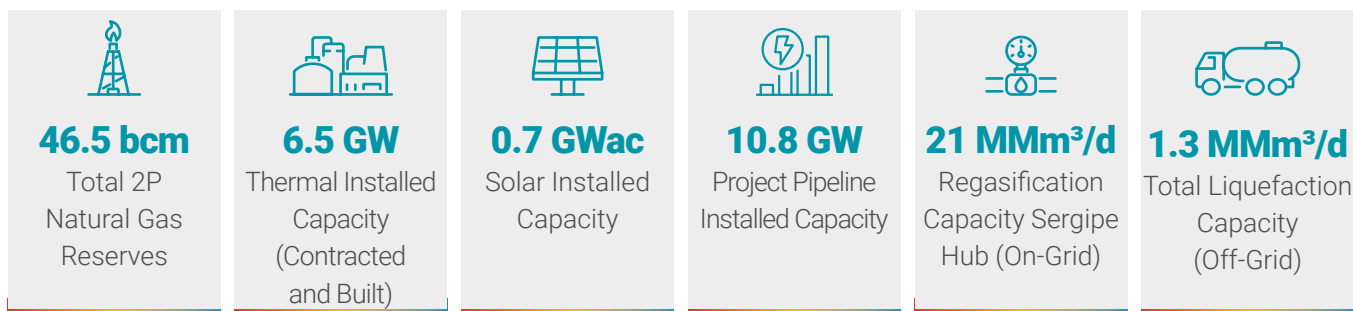 46.5 bcm
Total 2P
Natural Gas
Reserves
6.5 GW
Thermal Installed
Capacity
(Contracted
and Built)
0.7 GWac
Solar Installed
Capacity
10.8 GW
Project Pipeline
Installed Capacity
21 MMm³/d
Regasification
Capacity Sergipe
Hub (On-Grid)
1.3 MMm³/d
Total Liquefaction
Capacity
(Off-Grid)